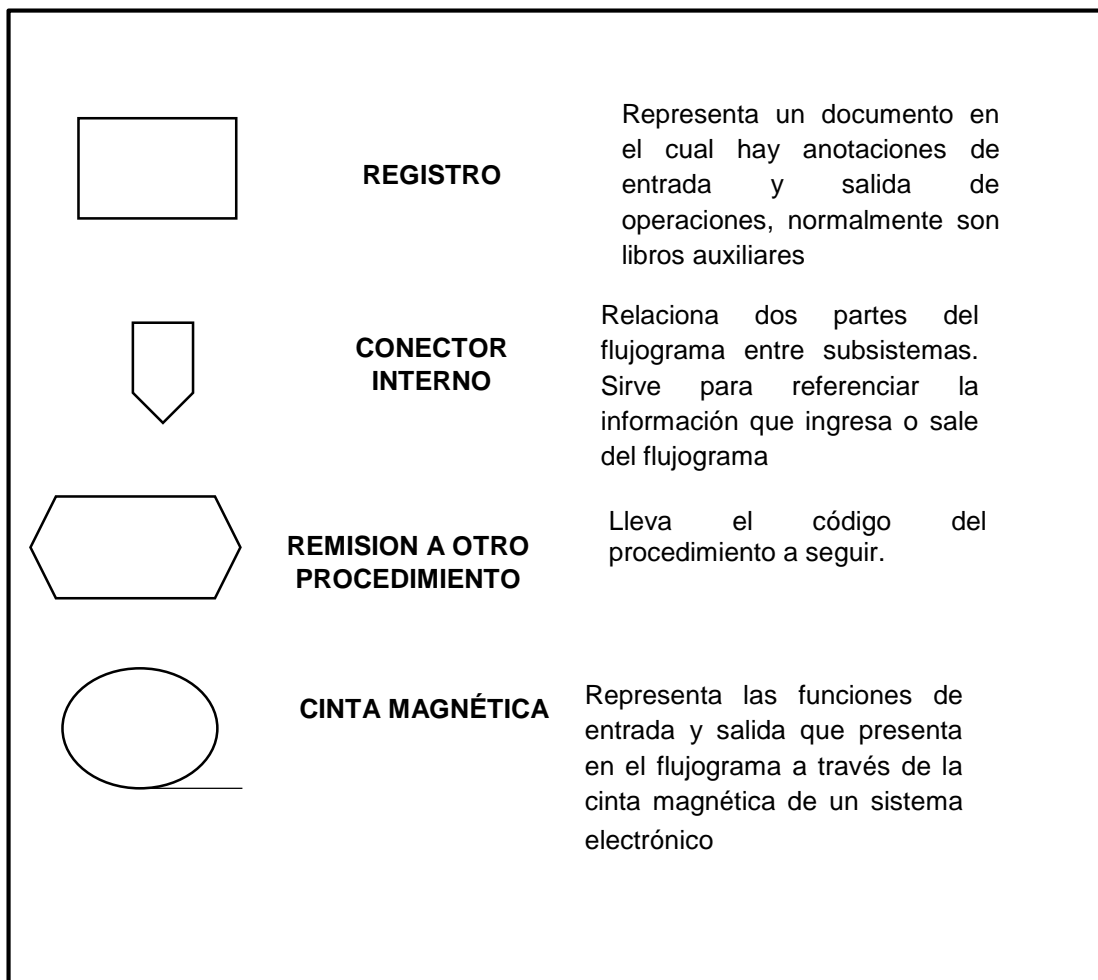 REGISTRO
Representa un documento en
el cual hay anotaciones de
entrada y salida de
operaciones, normalmente son
libros auxiliares
CONECTOR
INTERNO
Relaciona dos partes del
flujograma entre subsistemas.
Sirve para referenciar la
información que ingresa o sale
del flujograma
REMISION A OTRO
PROCEDIMIENTO
Lleva el código del
procedimiento a seguir.
CINTA MAGNÉTICA
Representa las funciones de
entrada y salida que presenta
en el flujograma a través de la
cinta magnética de un sistema
electrónico